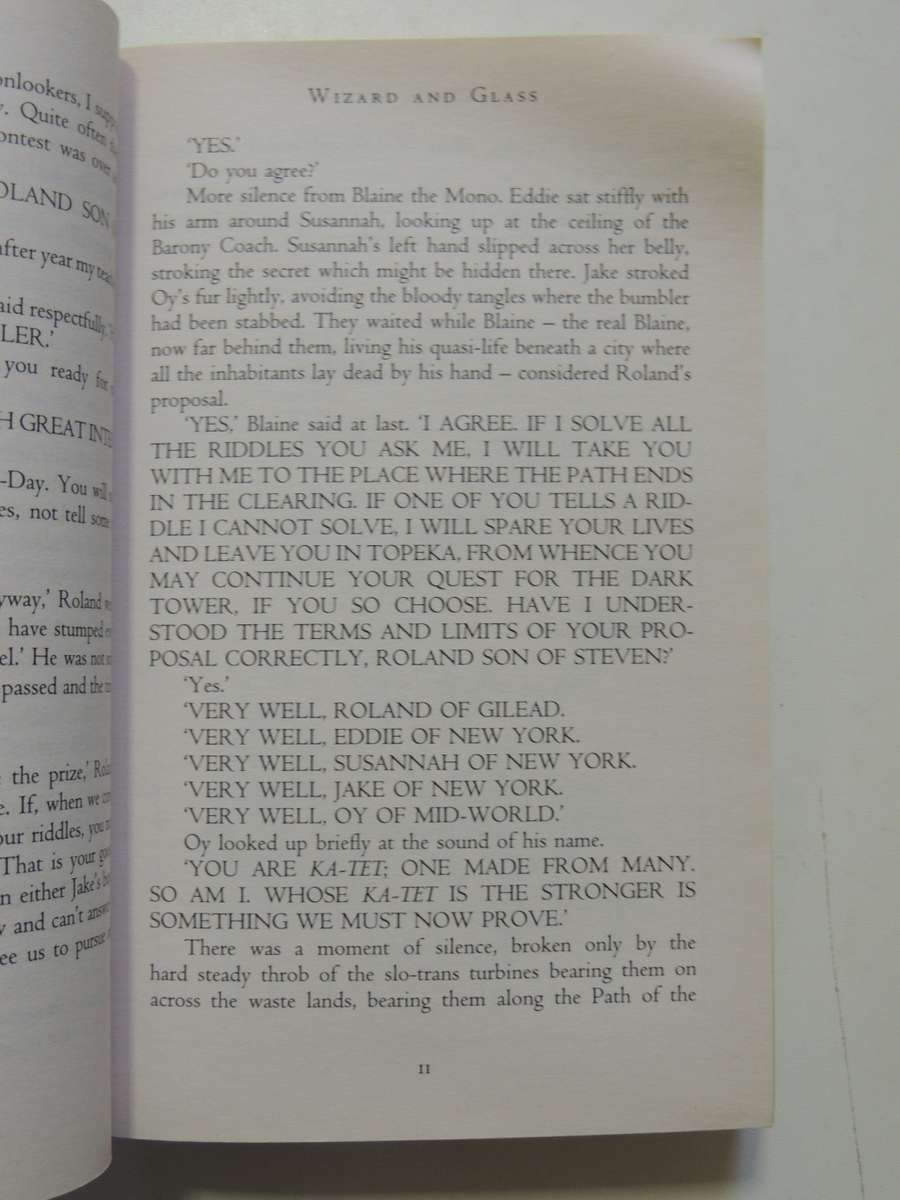 onlookers, I
Quite often
contest was over
ROLAND SON
after year my
said respectfully.
LER.'
you ready for
H GREAT
-Day. You will
es, not tell some
yway,' Roland
have stumped
el.' He was not
passed and the
the prize,'
e. If, when we
our riddles, you
That is your
n either Jake's
y and can't answer
ee us to pursue
WIZARD AND GLASS
'YES.'
'Do you agree?'
More silence from Blaine the Mono. Eddie sat stiffly with
his arm around Susannah, looking up at the ceiling of the
Barony Coach. Susannah's left hand slipped across her belly,
stroking the secret which might be hidden there. Jake stroked
Oy's fur lightly, avoiding the bloody tangles where the bumbler
had been stabbed. They waited while Blaine – the real Blaine,
now far behind them, living his quasi-life beneath a city where
all the inhabitants lay dead by his hand – considered Roland's
proposal.
'YES,' Blaine said at last. 'I AGREE. IF I SOLVE ALL
THE RIDDLES YOU ASK ME, I WILL TAKE YOU
WITH ME TO THE PLACE WHERE THE PATH ENDS
IN THE CLEARING. IF ONE OF YOU TELLS A RID-
DLE I CANNOT SOLVE, I WILL SPARE YOUR LIVES
AND LEAVE YOU IN TOPEKA, FROM WHENCE YOU
MAY CONTINUE YOUR QUEST FOR THE DARK
TOWER, IF YOU SO CHOOSE. HAVE I UNDER-
STOOD THE TERMS AND LIMITS OF YOUR PRO-
POSAL CORRECTLY, ROLAND SON OF STEVEN?'
'Yes.'
'VERY WELL, ROLAND OF GILEAD.
'VERY WELL, EDDIE OF NEW YORK.
'VERY WELL, SUSANNAH OF NEW YORK.
'VERY WELL, JAKE OF NEW YORK.
'VERY WELL, OY OF MID-WORLD.'
Oy looked up briefly at the sound of his name.
'YOU ARE KA-TET; ONE MADE FROM MANY.
SO AM I. WHOSE KA-TET IS THE STRONGER IS
SOMETHING WE MUST NOW PROVE.'
There was a moment of silence, broken only by the
hard steady throb of the slo-trans turbines bearing them on
across the waste lands, bearing them along the Path of the
11